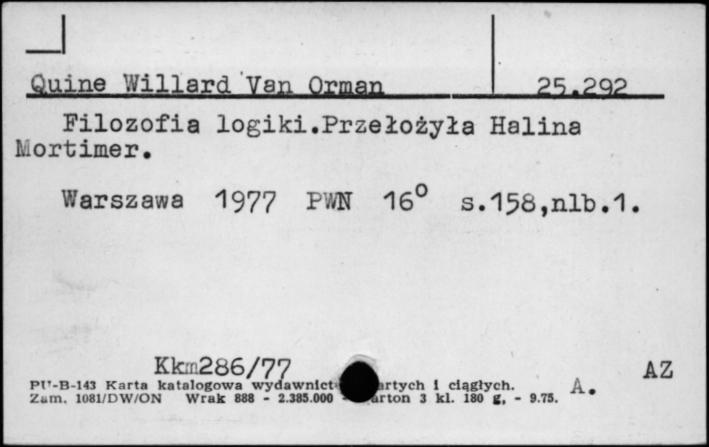 Quine Willard Van Orman 25.292
Filozofia logiki.Przełożyła Halina
Mortimer.
Warszawa 1977 PWN 16° s.158,nlb.1.
Kkm286/77 AZ
PU-B-143 Karta katalogowa wydawnict artych i ciągłych. A.
Zam. 1081/DW/ON Wrak 888 - 2.385.000 - arton 3 kl. 180 g, - 9.75.